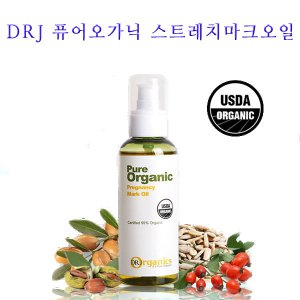 DRJ 퓨어오가닉 스트레치마크오일
USDA
ORGANIC
Pure
Organic
Pregnancy
Mark Oil
USDA
ORGANIC
Certified 95% Organic
DRJ Organics